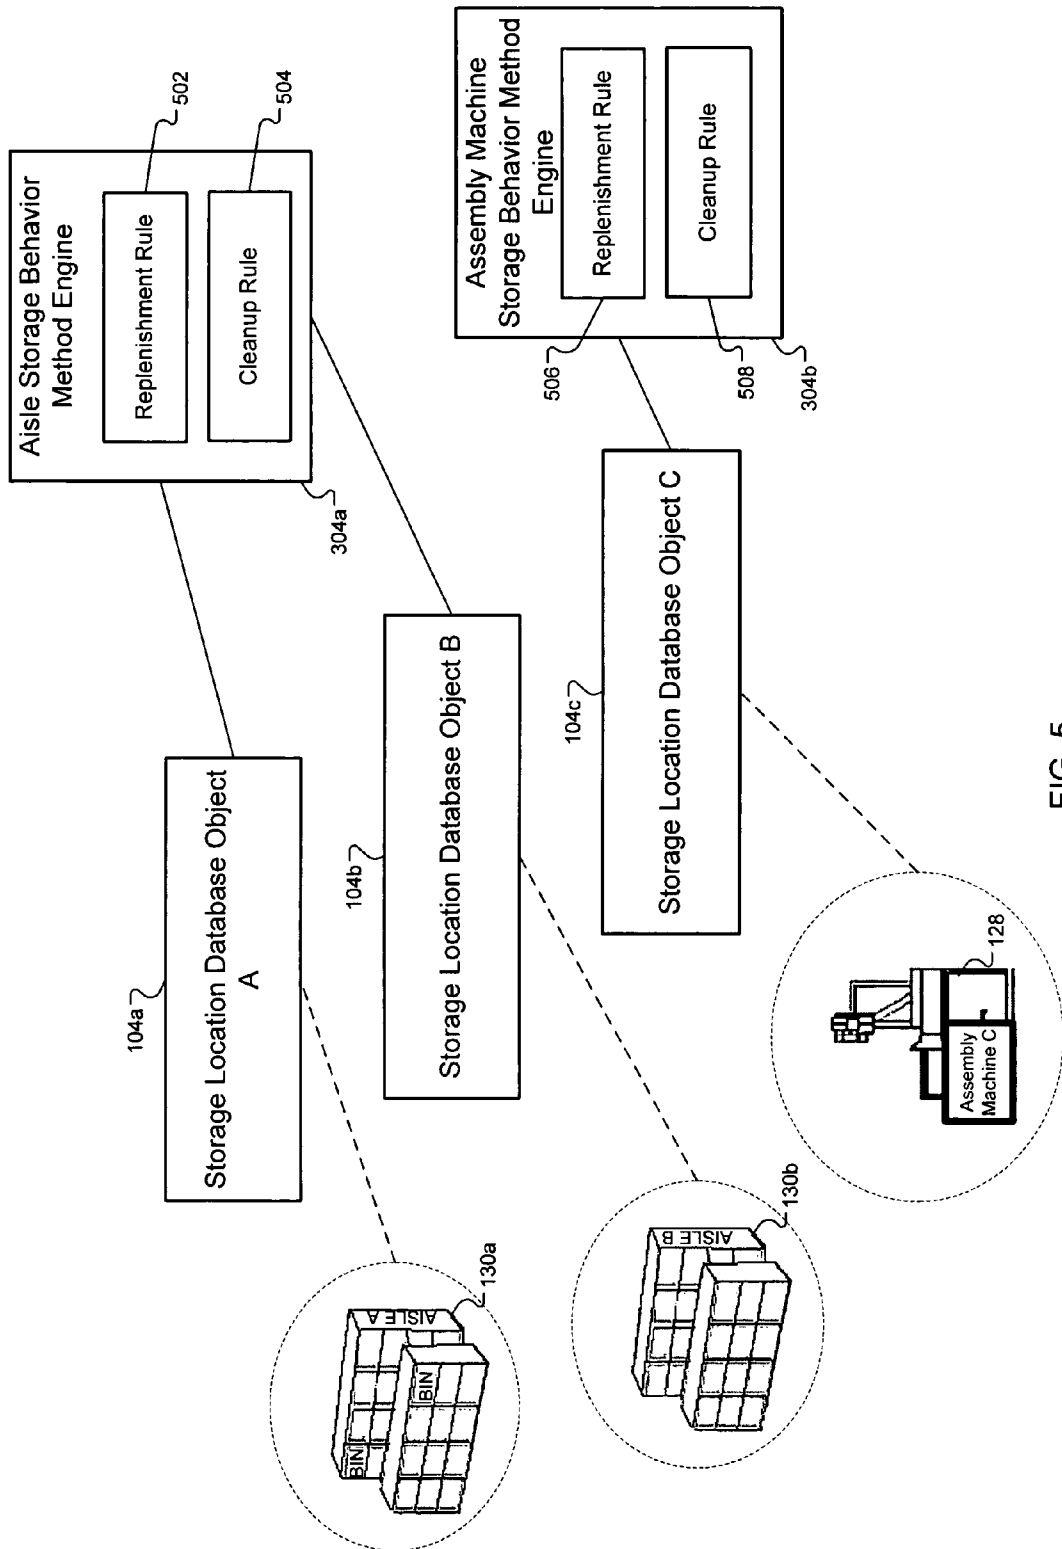 Aisle Storage Behavior
Method Engine
Replenishment Rule
502
Cleanup Rule
504
304a
Assembly Machine
Storage Behavior Method
Engine
Replenishment Rule
506
Cleanup Rule
508
304b
104a
Storage Location Database Object
A
104b
Storage Location Database Object B
104c
Storage Location Database Object C
BIN
BIN
AISLE A
130a
AISLE B
130b
Assembly
Machine C
128
FIG. 5